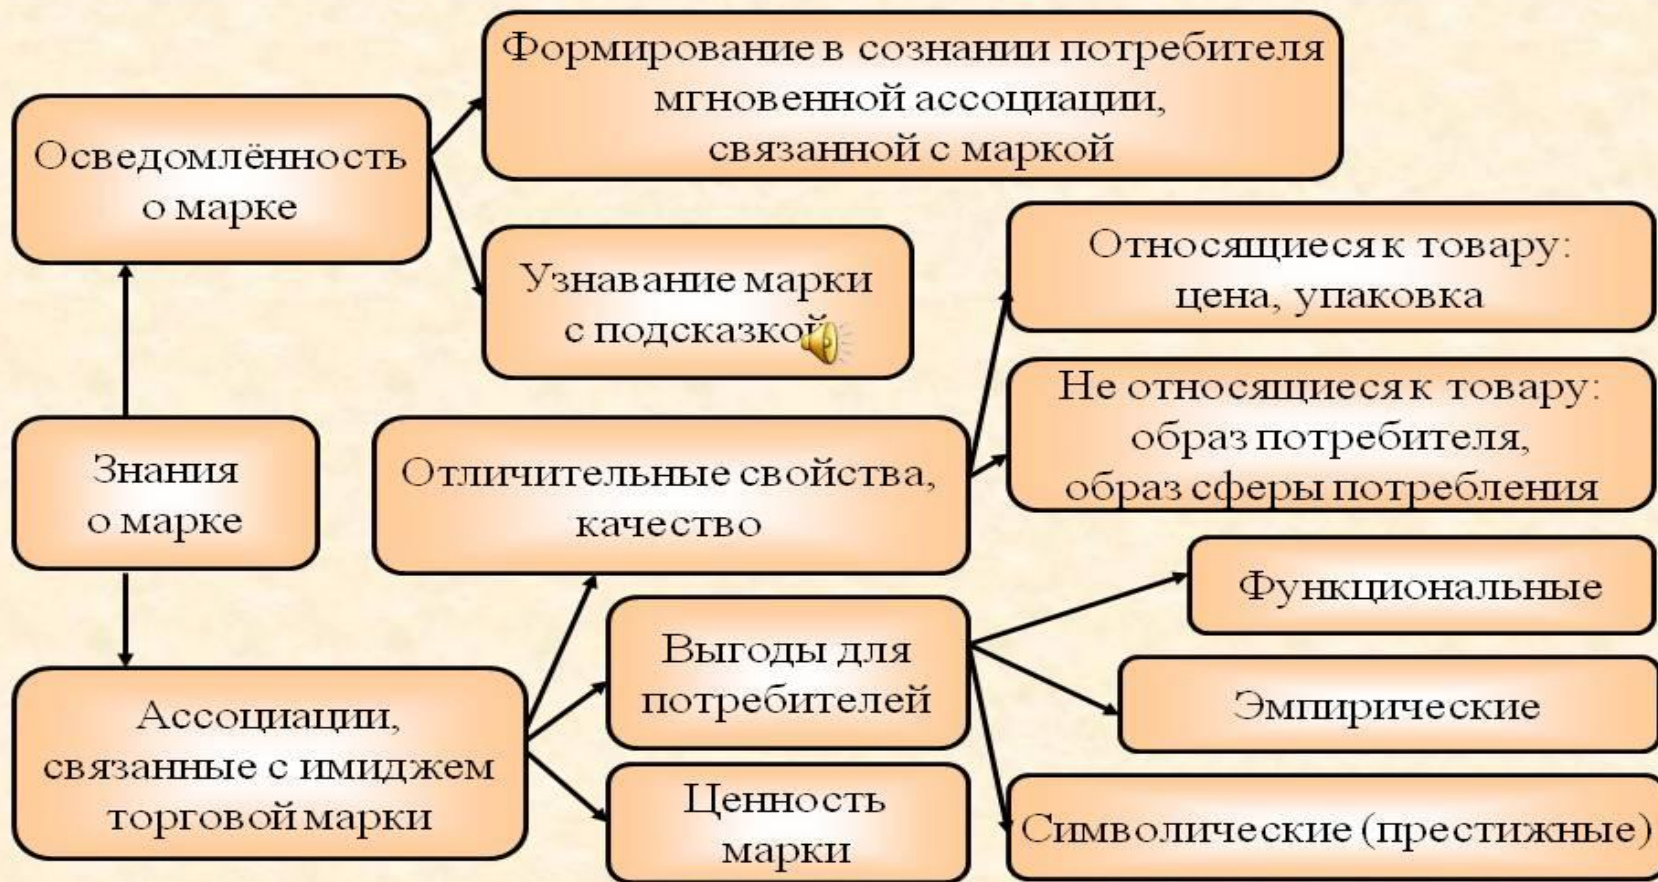 Формирование в сознании потребителя
мгновенной ассоциации,
связанной с маркой
Осведомлённость
о марке
Узнавание марки
с подсказкой
Относящиеся к товару:
цена, упаковка
Не относящиеся к товару:
образ потребителя,
образ сферы потребления
Знания
о марке
Отличительные свойства,
качество
Функциональные
Выгоды для
потребителей
Эмпирические
Ассоциации,
связанные с имиджем
торговой марки
Ценность
марки
Символические (престижные)